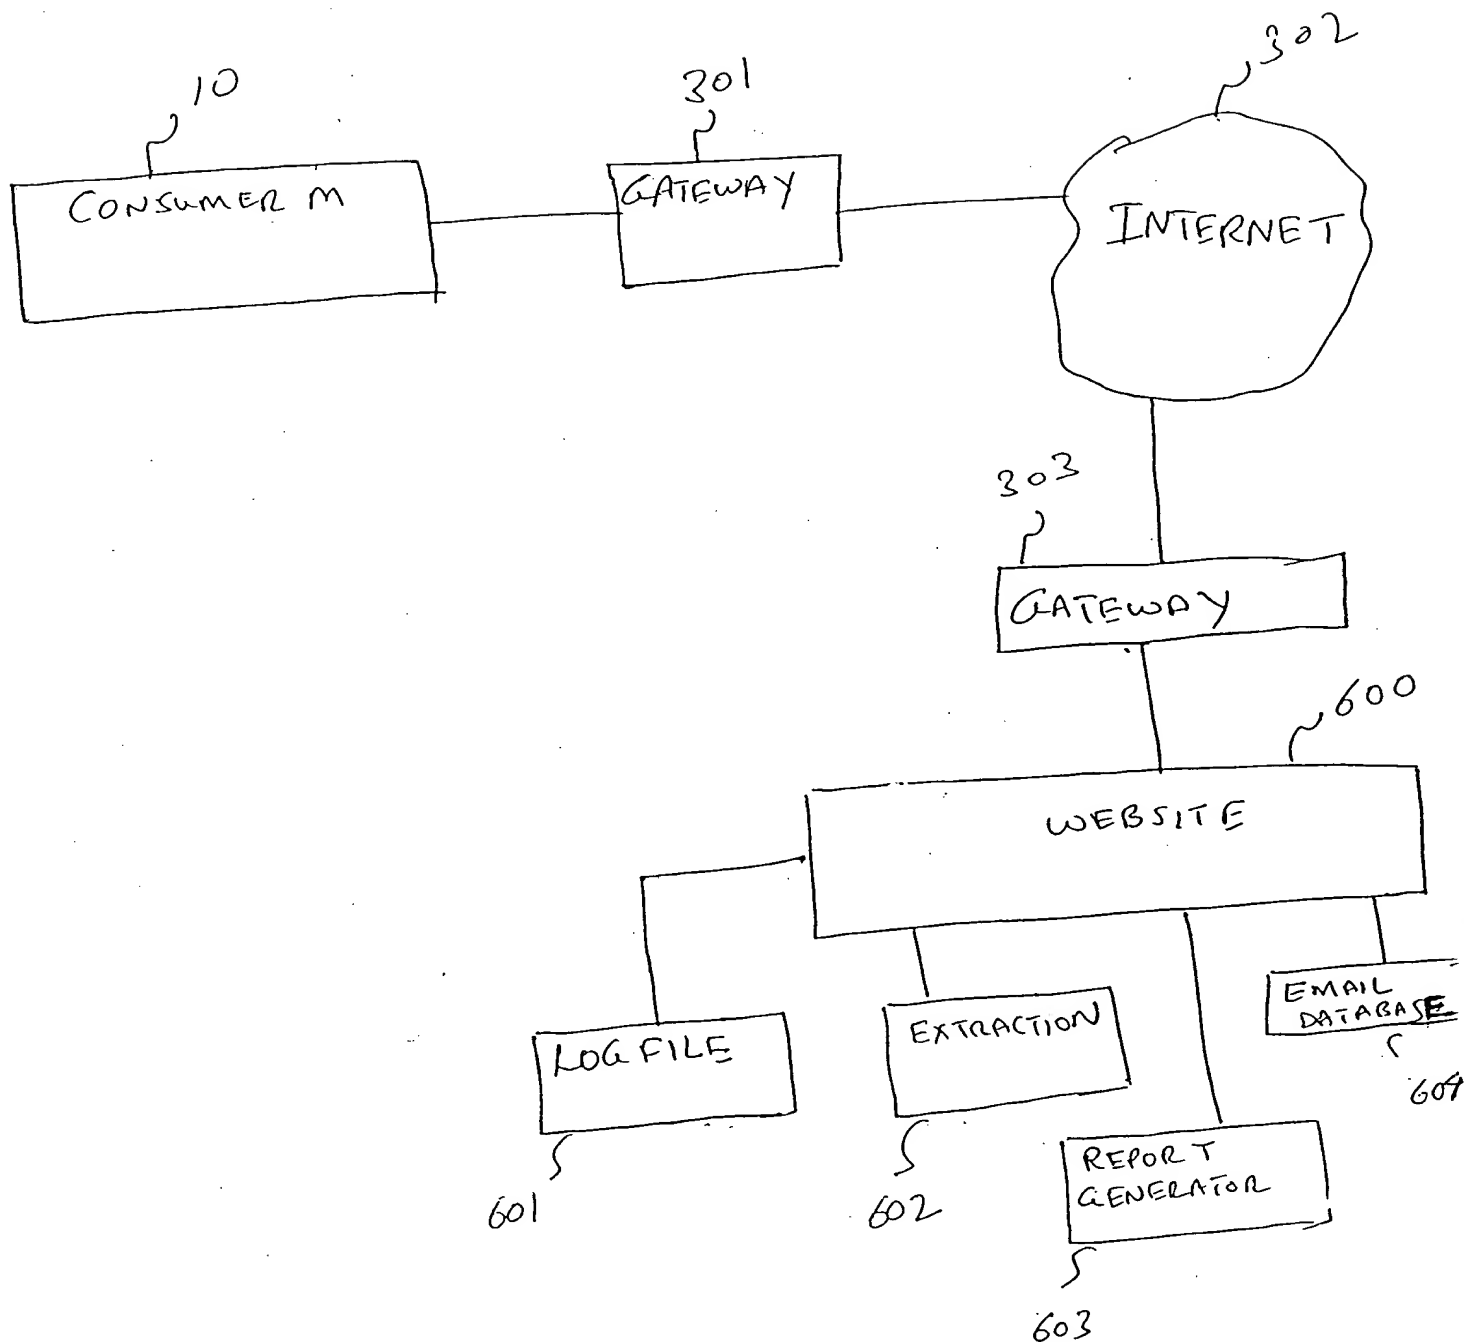 10
301
302
CONSUMER M
GATEWAY
INTERNET
303
GATEWAY
600
WEBSITE
LOG FILE
EXTRACTION
EMAIL
DATABASE
601
602
604
REPORT
GENERATOR
603